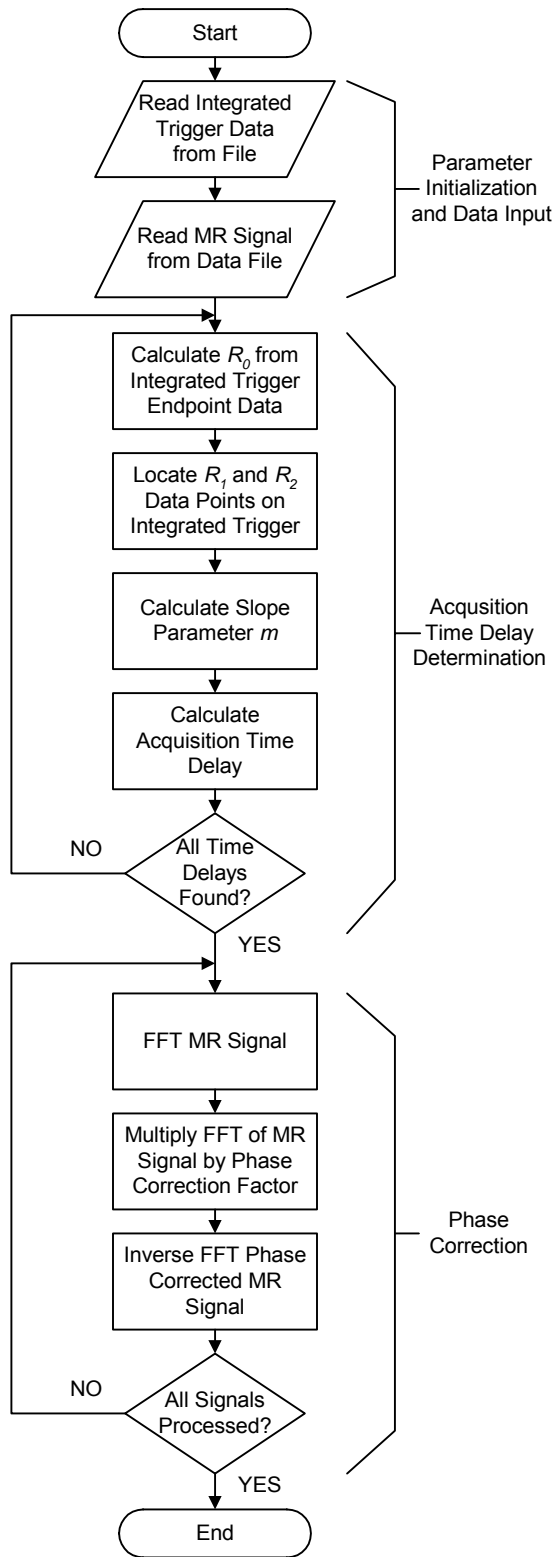 Start
Read Integrated
Trigger Data
from File
Parameter
Initialization
and Data Input
Read MR Signal
from Data File
Calculate R0 from
Integrated Trigger
Endpoint Data
Locate R1 and R2
Data Points on
Integrated Trigger
Calculate Slope
Parameter m
Acqusition
Time Delay
Determination
Calculate
Acquisition Time
Delay
NO
All Time
Delays
Found?
YES
FFT MR Signal
Multiply FFT of MR
Signal by Phase
Correction Factor
Phase
Correction
Inverse FFT Phase
Corrected MR
Signal
NO
All Signals
Processed?
YES
End